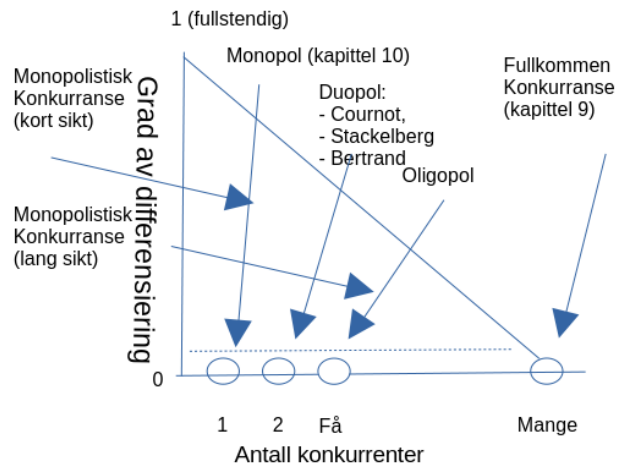 1 (fullstendig)
Monopol (kapittel 10)
Monopolistisk
Konkurranse
(kort sikt)
Grad av differensiering
Duopol:
- Cournot,
- Stackelberg
- Bertrand
Fullkommen
Konkurranse
(kapittel 9)
Oligopol
Monopolistisk
Konkurranse
(lang sikt)
0
1
2
Få
Mange
Antall konkurrenter